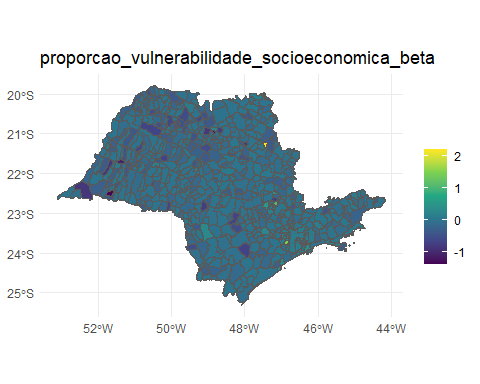 proporcao_vulnerabilidade_socioeconomica_beta
20°S
21°S
22°S
23°S
24°S
25°S
52°W
50°W
48°W
46°W
44°W
2
1
0
-1